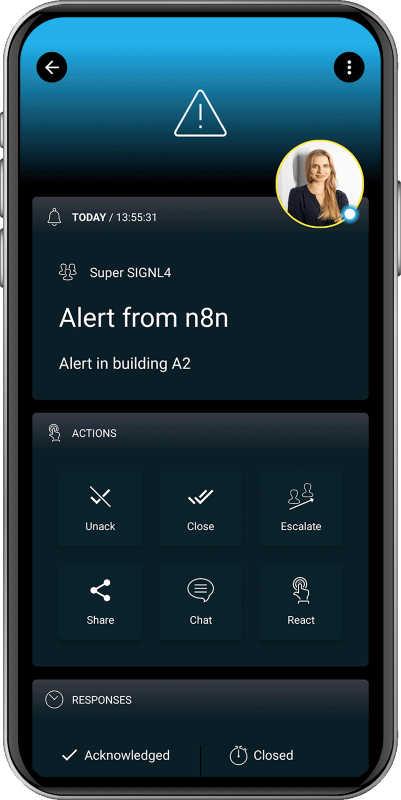 TODAY / 13:55:31
Super SIGNL4
Alert from n8n
Alert in building A2
ACTIONS
Unack
Close
Escalate
Share
Chat
React
RESPONSES
Acknowledged
Closed